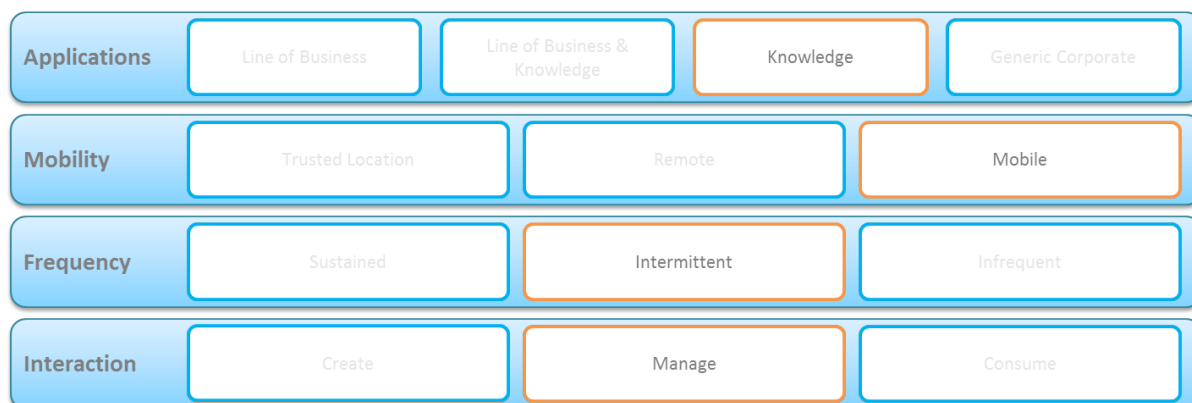 Applications
Line of Business
Line of Business &
Knowledge
Knowledge
Generic Corporate
Mobility
Trusted Location
Remote
Mobile
Frequency
Sustained
Intermittent
Infrequent
Interaction
Create
Manage
Consume